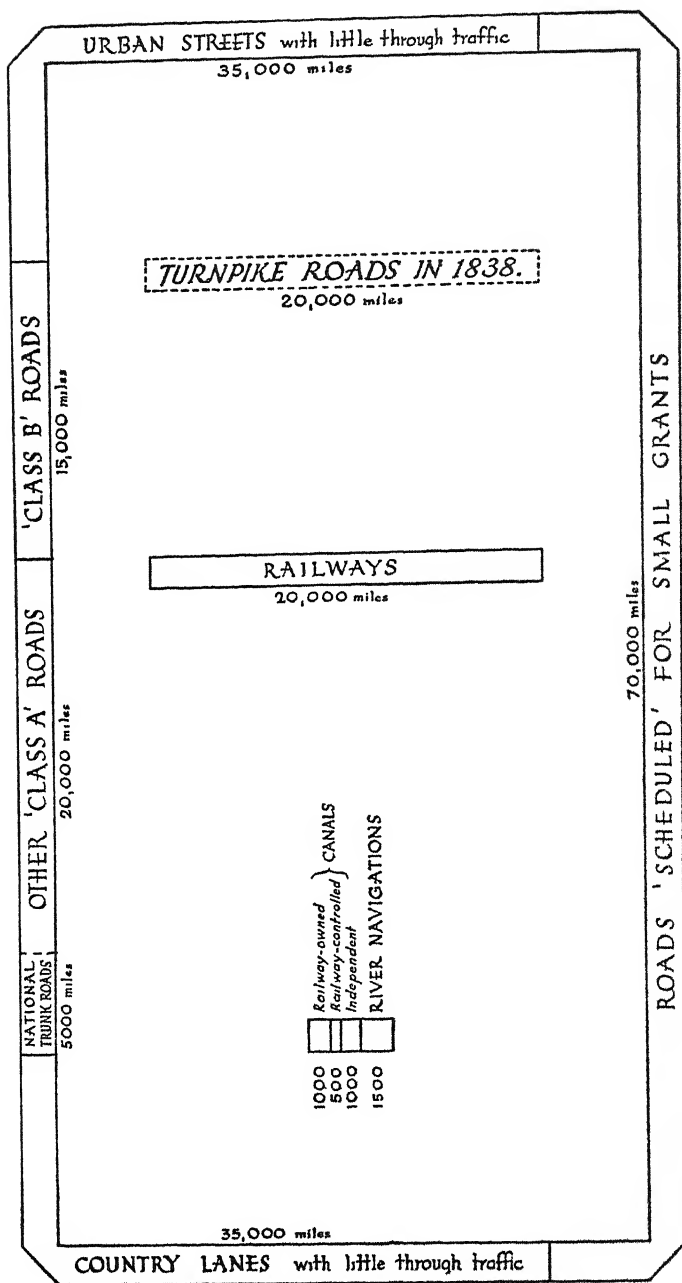 URBAN STREETS with little through traffic
35,000 miles
TURNPIKE ROADS IN 1838.
20,000 miles
'CLASS B' ROADS
15,000 miles
RAILWAYS
20,000 miles
OTHER 'CLASS A' ROADS
20,000 miles
NATIONAL
TRUNK ROADS
5000 miles
ROADS 'SCHEDULED' FOR SMALL GRANTS
70,000 miles
1000 Railway-owned
500 Railway-controlled } CANALS
1000 Independent
1500 RIVER NAVIGATIONS
35,000 miles
COUNTRY LANES with little through traffic